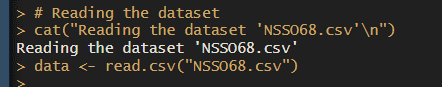 > # Reading the dataset
> cat("Reading the dataset 'NSSO68.csv'\n")
Reading the dataset 'NSSO68.csv'
> data <- read.csv("NSSO68.csv")
>